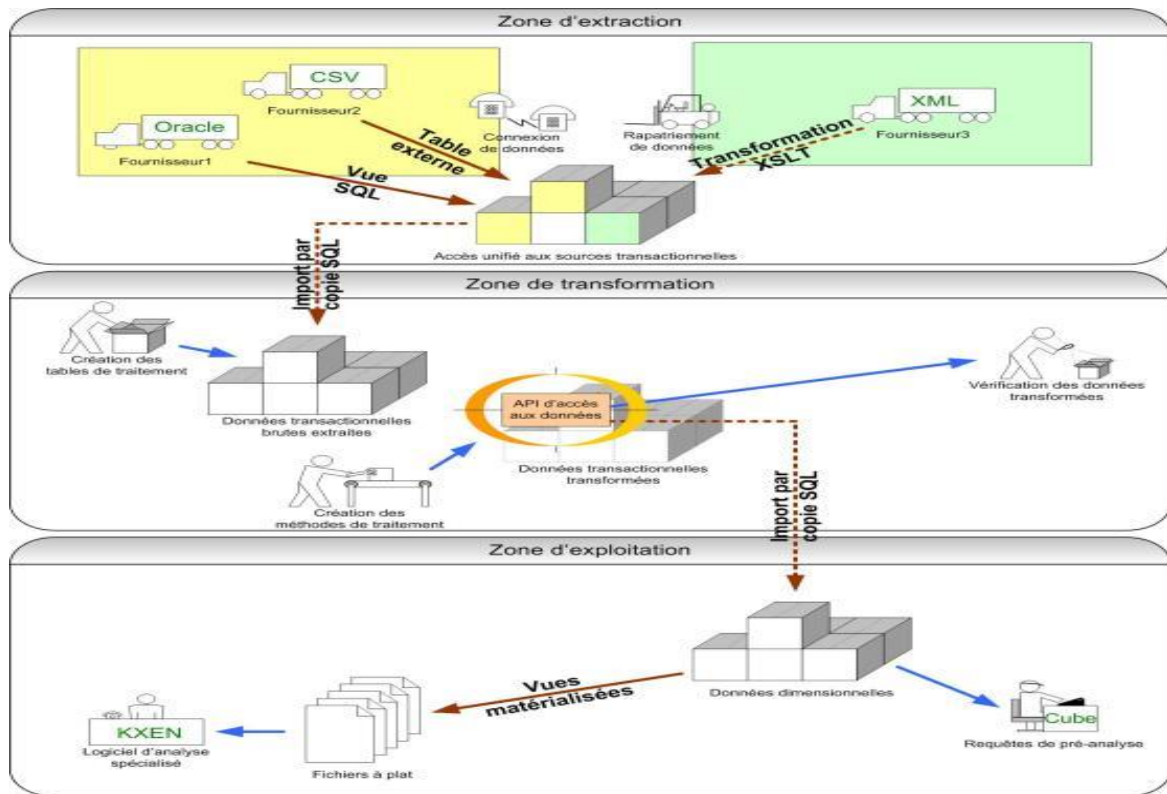 Zone d'extraction
CSV
Fournisseur2
Oracle
Fournisseur1
Table
externe
Vue
SQL
Connexion
de données
Rapatriement
de données
XML
Fournisseur3
Transformation
XSLT
Accès unifié aux sources transactionnelles
Import par
copie SQL
Zone de transformation
Création des
tables de traitement
Données transactionnelles
brutes extraites
API d'accès
aux données
Données transactionnelles
transformées
Vérification des données
transformées
Création des
méthodes de traitement
Import par
copie SQL
Zone d'exploitation
Données dimensionnelles
Vues
matérialisées
Cube
Requêtes de pré-analyse
KXEN
Logiciel d'analyse
spécialisé
Fichiers à plat